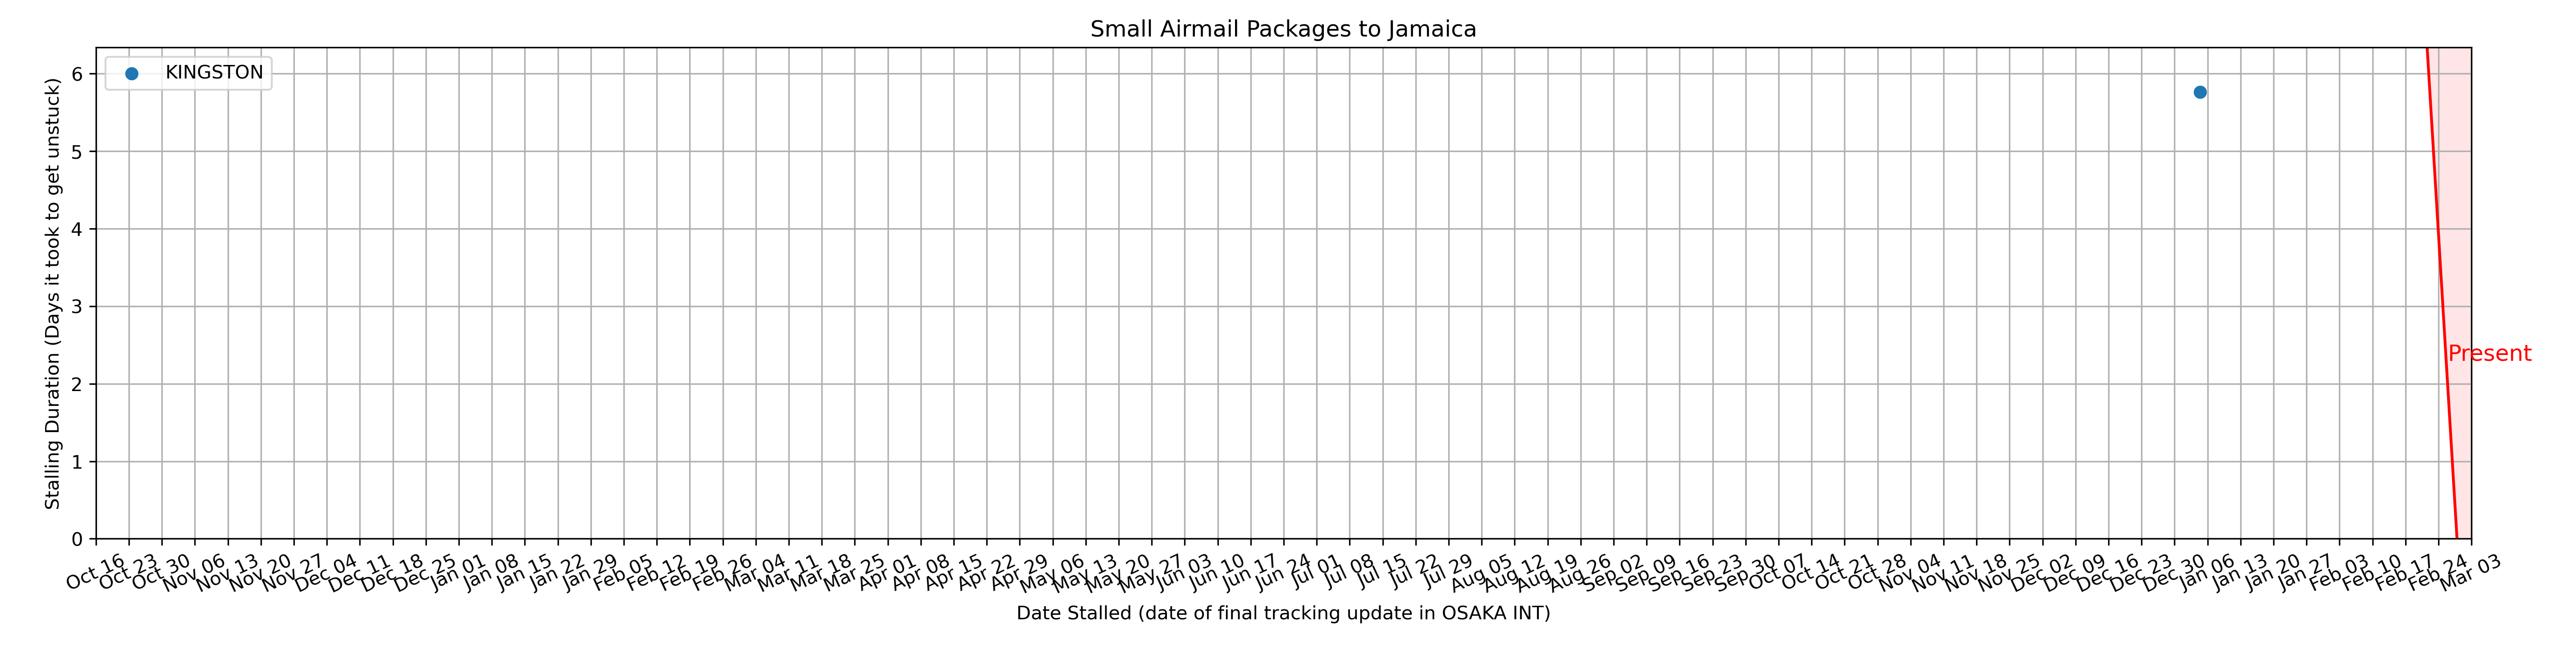 Small Airmail Packages to Jamaica
KINGSTON
Stalling Duration (Days it took to get unstuck)
6
5
4
3
2
1
0
Present
Oct 16 Oct 23 Oct 30 Nov 06 Nov 13 Nov 20 Nov 27 Dec 04 Dec 11 Dec 18 Dec 25 Jan 01 Jan 08 Jan 15 Jan 22 Jan 29 Feb 05 Feb 12 Feb 19 Feb 26 Mar 04 Mar 11 Mar 18 Mar 25 Apr 01 Apr 08 Apr 15 Apr 22 Apr 29 May 06 May 13 May 20 May 27 Jun 03 Jun 10 Jun 17 Jun 24 Jul 01 Jul 08 Jul 15 Jul 22 Jul 29 Aug 05 Aug 12 Aug 19 Aug 26 Sep 02 Sep 09 Sep 16 Sep 23 Sep 30 Oct 07 Oct 14 Oct 21 Oct 28 Nov 04 Nov 11 Nov 18 Nov 25 Dec 02 Dec 09 Dec 16 Dec 23 Dec 30 Jan 06 Jan 13 Jan 20 Jan 27 Feb 03 Feb 10 Feb 17 Feb 24 Mar 03
Date Stalled (date of final tracking update in OSAKA INT)